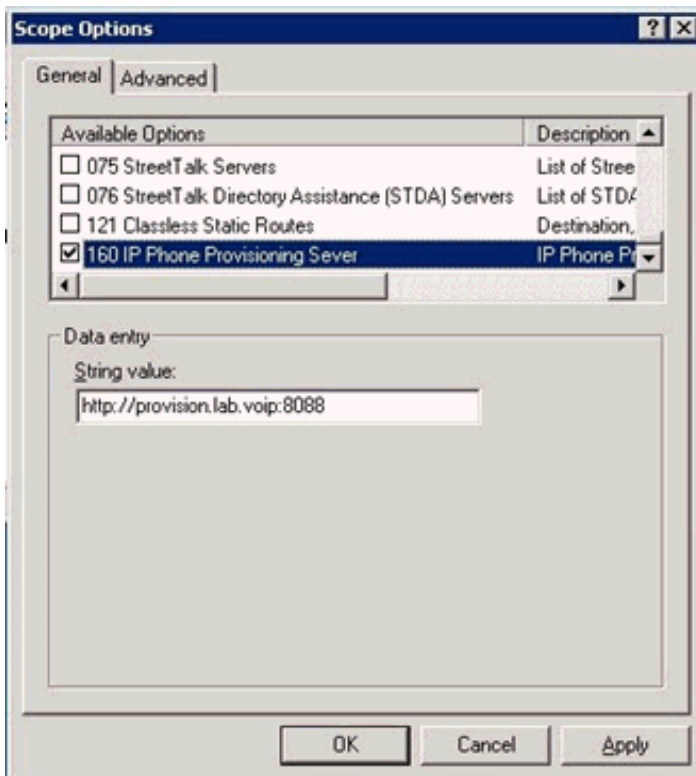 Scope Options
General Advanced
Available Options Description
075 StreetTalk Servers List of Stree
076 StreetTalk Directory Assistance (STDA) Servers List of STDA
121 Classless Static Routes Destination,
160 IP Phone Provisioning Sever IP Phone Pr
Data entry
String value:
http://provision.lab.voip:8088
OK Cancel Apply